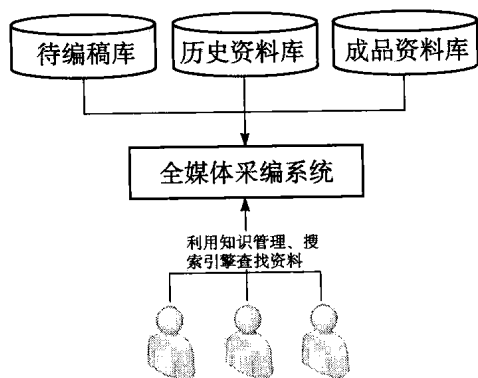 待编稿库
历史资料库
成品资料库
全媒体采编系统
利用知识管理、搜
索引擎查找资料